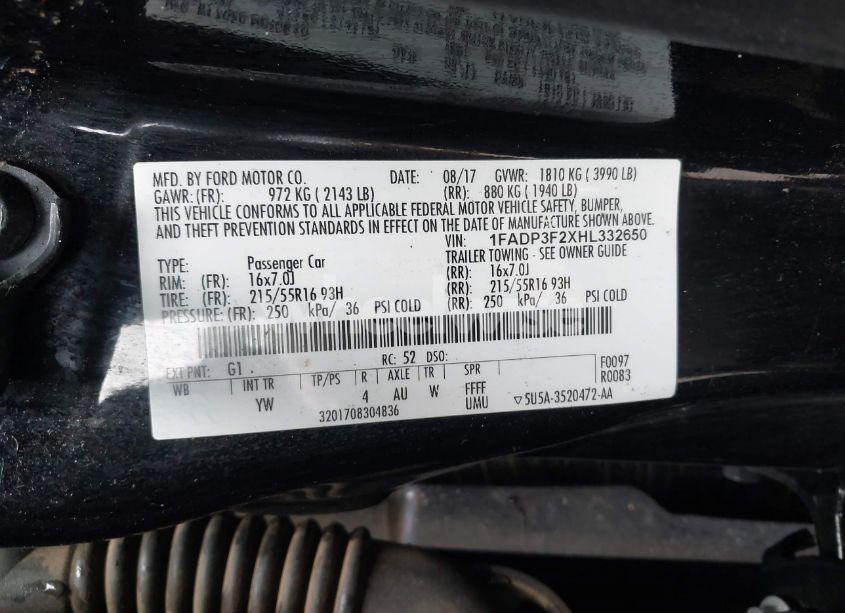 MFD. BY FORD MOTOR CO. DATE: 08/17 GVWR: 1810 KG ( 3990 LB)
GAWR: (FR): 972 KG ( 2143 LB) (RR): 880 KG ( 1940 LB)
THIS VEHICLE CONFORMS TO ALL APPLICABLE FEDERAL MOTOR VEHICLE SAFETY, BUMPER,
AND THEFT PREVENTION STANDARDS IN EFFECT ON THE DATE OF MANUFACTURE SHOWN ABOVE.
VIN: 1FADP3F2XHL332650
TYPE: Passenger Car TRAILER TOWING - SEE OWNER GUIDE
RIM: (FR): 16x7.0J (RR): 16x7.0J
TIRE: (FR): 215/55R16 93H (RR): 215/55R16 93H
PRESSURE: (FR): 250 kPa/ 36 PSI COLD (RR): 250 kPa/ 36 PSI COLD
EXT PNT: G1 RC: 52 DSO: F0097
WB INT TR TP/PS R AXLE TR SPR R0083
YW 4 AU W FFFF
UMU
3201708304836 ▽5U5A-3520472-AA